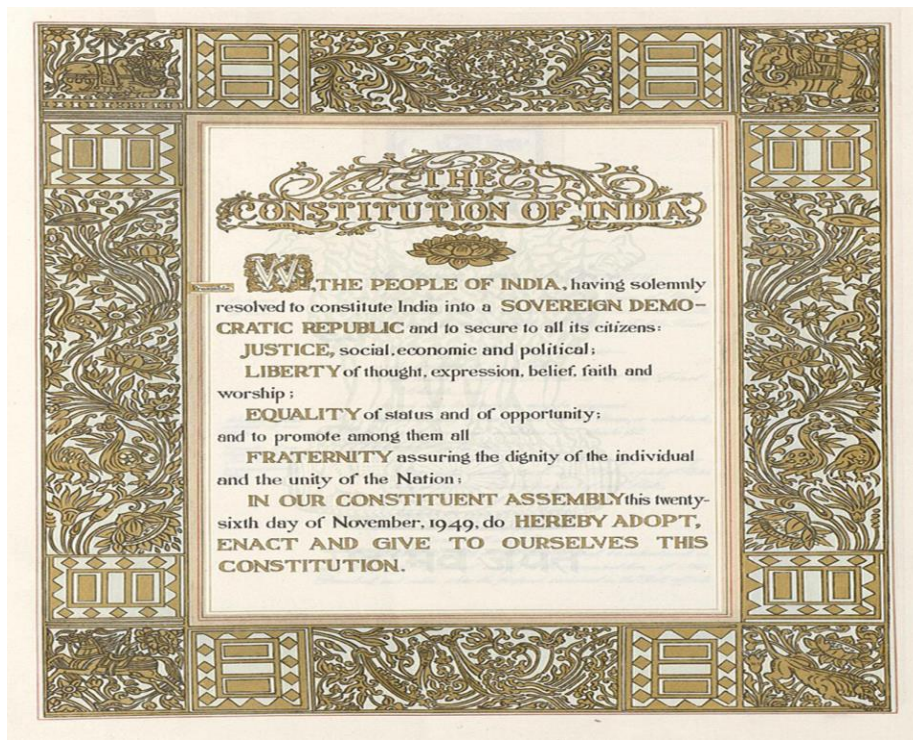 THE
CONSTITUTION OF INDIA
WE, THE PEOPLE OF INDIA, having solemnly
resolved to constitute India into a SOVEREIGN DEMO-
CRATIC REPUBLIC and to secure to all its citizens:
JUSTICE, social, economic and political;
LIBERTY of thought, expression, belief, faith and
worship;
EQUALITY of status and of opportunity;
and to promote among them all
FRATERNITY assuring the dignity of the individual
and the unity of the Nation;
IN OUR CONSTITUENT ASSEMBLY this twenty-
sixth day of November, 1949, do HEREBY ADOPT,
ENACT AND GIVE TO OURSELVES THIS
CONSTITUTION.